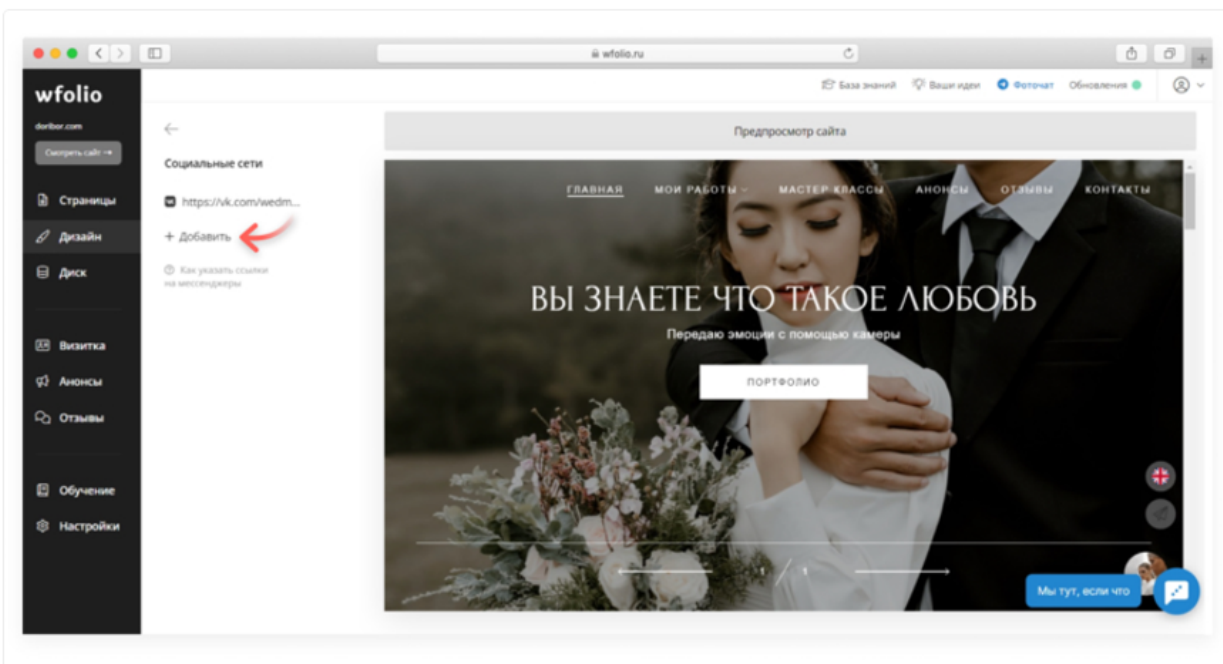 wfolio.ru
wfolio
База знаний
Ваши идеи
Фоточат
Обновления
doribor.com
Смотреть сайт →
Страницы
Дизайн
Диск
Визитка
Анонсы
Отзывы
Обучение
Настройки
Социальные сети
https://vk.com/wedm...
+ Добавить
Как указать ссылки
на мессенджеры
Предпросмотр сайта
ГЛАВНАЯ МОИ РАБОТЫ МАСТЕР КЛАССЫ АНОНСЫ ОТЗЫВЫ КОНТАКТЫ
ВЫ ЗНАЕТЕ ЧТО ТАКОЕ ЛЮБОВЬ
Передаю эмоции с помощью камеры
ПОРТФОЛИО
1 / 1
Мы тут, если что